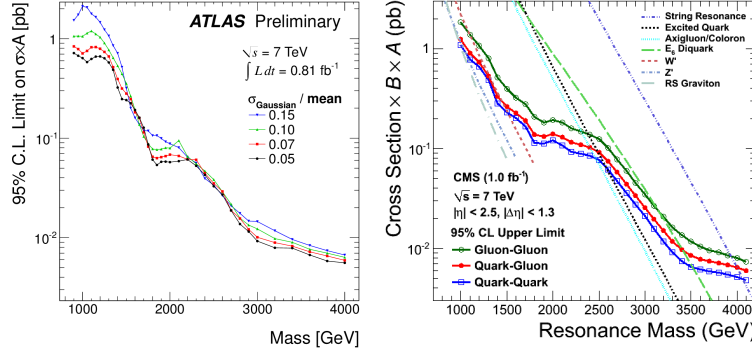 95% C.L. Limit on σ×A [pb]
1
10⁻¹
10⁻²
ATLAS Preliminary
√s = 7 TeV
∫ Ldt = 0.81 fb⁻¹
σGaussian / mean
0.15
0.10
0.07
0.05
1000 2000 3000 4000
Mass [GeV]
Cross Section × B × A (pb)
1
10⁻¹
10⁻²
String Resonance
Excited Quark
Axigluon/Coloron
E₆ Diquark
W'
Z'
RS Graviton
CMS (1.0 fb⁻¹)
√s = 7 TeV
|η| < 2.5, |Δη| < 1.3
95% CL Upper Limit
Gluon-Gluon
Quark-Gluon
Quark-Quark
1000 1500 2000 2500 3000 3500 4000
Resonance Mass (GeV)